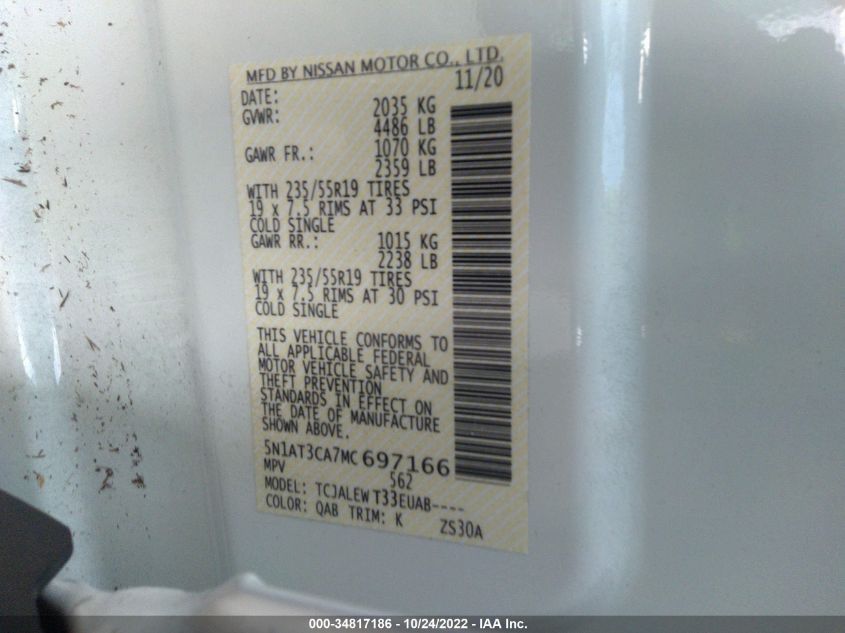 MFD BY NISSAN MOTOR CO., LTD.
DATE: 11/20
GVWR: 2035 KG
4486 LB
GAWR FR.: 1070 KG
2359 LB
WITH 235/55R19 TIRES
19 x 7.5 RIMS AT 33 PSI
COLD SINGLE
GAWR RR.: 1015 KG
2238 LB
WITH 235/55R19 TIRES
19 x 7.5 RIMS AT 30 PSI
COLD SINGLE
THIS VEHICLE CONFORMS TO
ALL APPLICABLE FEDERAL
MOTOR VEHICLE SAFETY AND
THEFT PREVENTION
STANDARDS IN EFFECT ON
THE DATE OF MANUFACTURE
SHOWN ABOVE.
5N1AT3CA7MC697166
MPV 562
MODEL: TCJALEWT33EUAB----
COLOR: QAB TRIM: K ZS30A
000-34817186 - 10/24/2022 - IAA Inc.